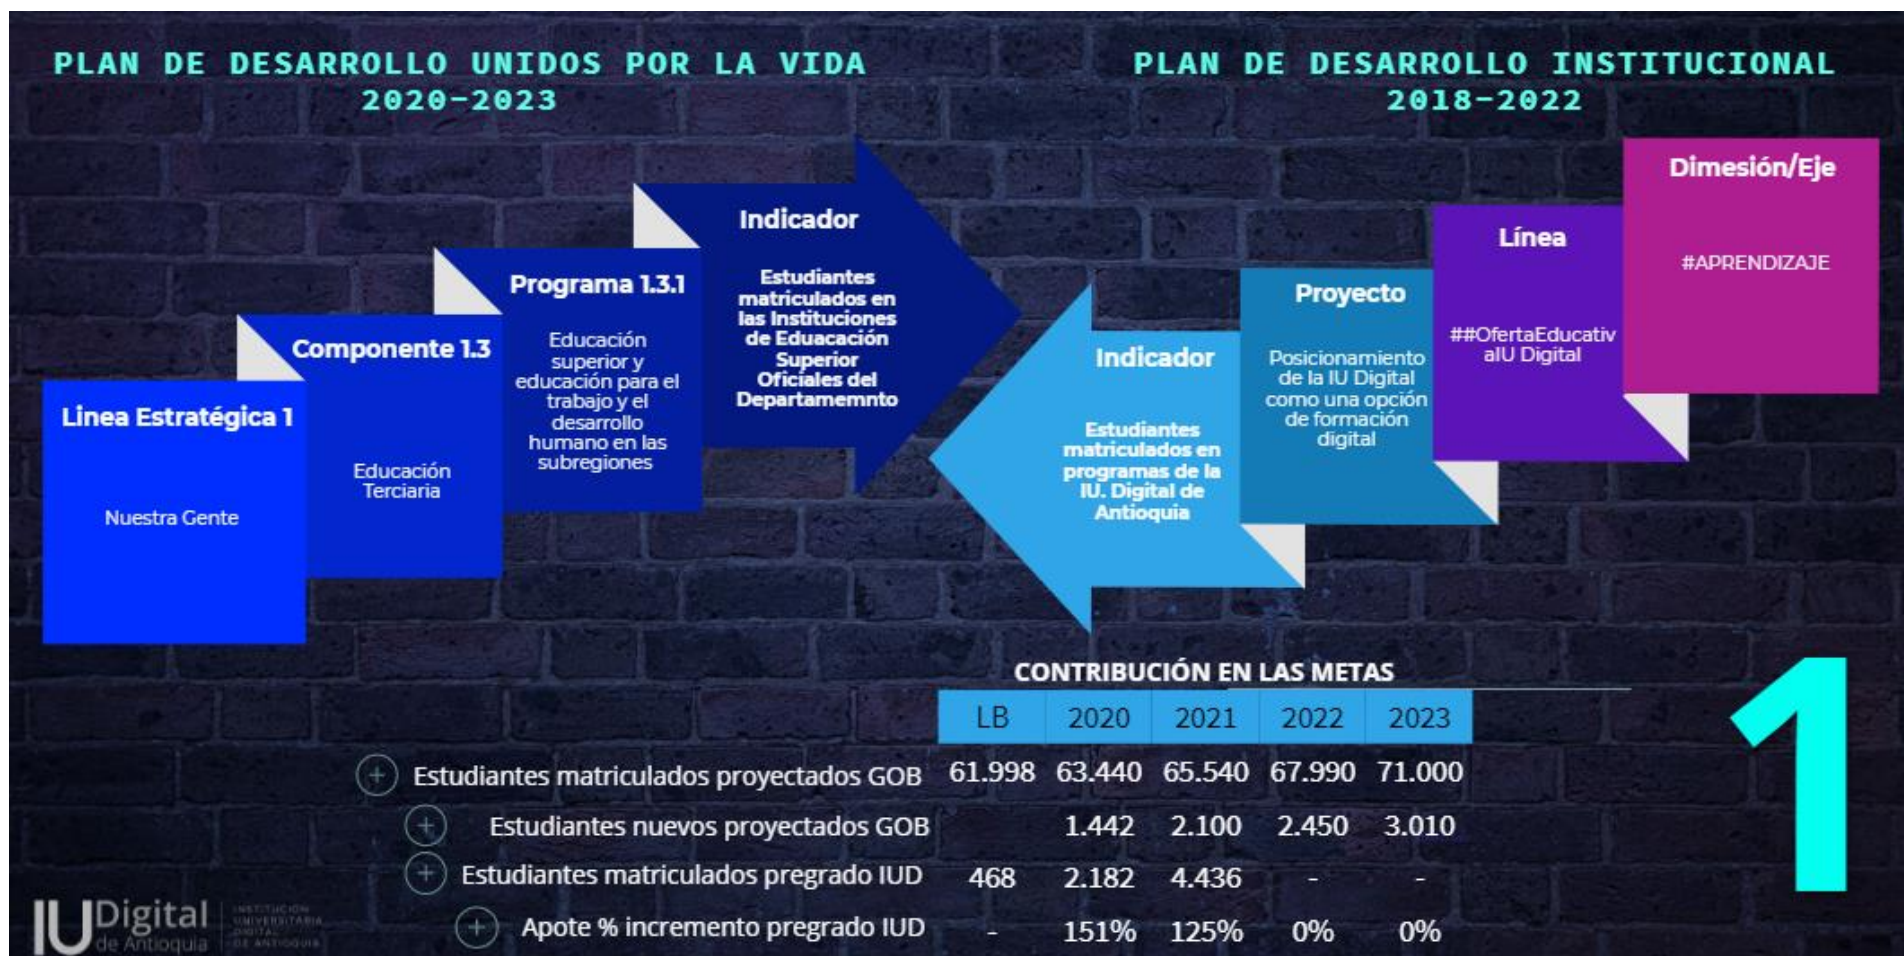 PLAN DE DESARROLLO UNIDOS POR LA VIDA
2020-2023
PLAN DE DESARROLLO INSTITUCIONAL
2018-2022
Linea Estratégica 1
Nuestra Gente
Componente 1.3
Educación
Terciaria
Programa 1.3.1
Educación
superior y
educación para el
trabajo y el
desarrollo
humano en las
subregiones
Indicador
Estudiantes
matriculados en
las Instituciones
de Eduacación
Superior
Oficiales del
Departamemnto
Indicador
Estudiantes
matriculados en
programas de la
IU. Digital de
Antioquia
Proyecto
Posicionamiento
de la IU Digital
como una opción
de formación
digital
Línea
##OfertaEducativ
aIU Digital
Dimesión/Eje
#APRENDIZAJE
CONTRIBUCIÓN EN LAS METAS
LB 2020 2021 2022 2023
Estudiantes matriculados proyectados GOB 61.998 63.440 65.540 67.990 71.000
Estudiantes nuevos proyectados GOB 1.442 2.100 2.450 3.010
Estudiantes matriculados pregrado IUD 468 2.182 4.436 - -
Apote % incremento pregrado IUD - 151% 125% 0% 0%
1
IUDigital
de Antioquia
INSTITUCIÓN
UNIVERSITARIA
DIGITAL
DE ANTIOQUIA